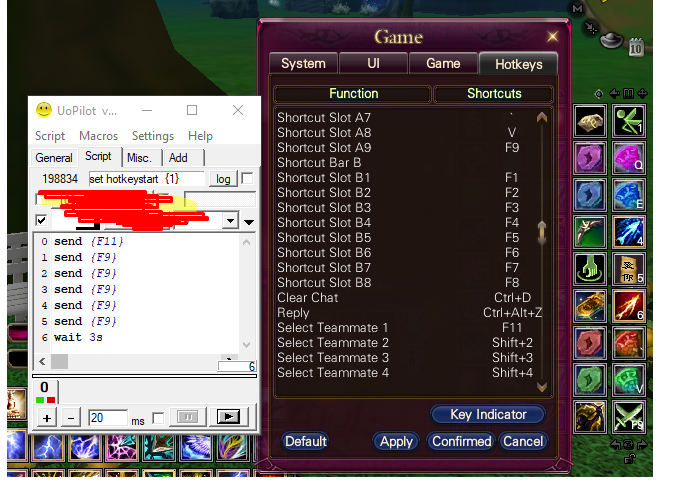 Game
System UI Game Hotkeys
Function Shortcuts
Shortcut Slot A7 `
Shortcut Slot A8 V
Shortcut Slot A9 F9
Shortcut Bar B
Shortcut Slot B1 F1
Shortcut Slot B2 F2
Shortcut Slot B3 F3
Shortcut Slot B4 F4
Shortcut Slot B5 F5
Shortcut Slot B6 F6
Shortcut Slot B7 F7
Shortcut Slot B8 F8
Clear Chat Ctrl+D
Reply Ctrl+Alt+Z
Select Teammate 1 F11
Select Teammate 2 Shift+2
Select Teammate 3 Shift+3
Select Teammate 4 Shift+4
Key Indicator
Default Apply Confirmed Cancel
UoPilot v...
Script Macros Settings Help
General Script Misc. Add
198834 set hotkeystart {1} log
0 send {F11}
1 send {F9}
2 send {F9}
3 send {F9}
4 send {F9}
5 send {F9}
6 wait 3s
6
0
+ - 20 ms
M
10
1
Q
E
4
5
6
V
F9